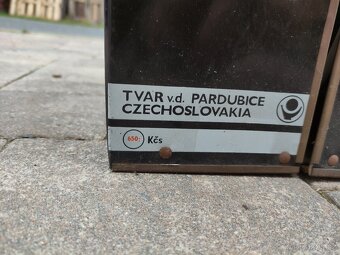 TVAR v.d. PARDUBICE
CZECHOSLOVAKIA
650,- Kčs